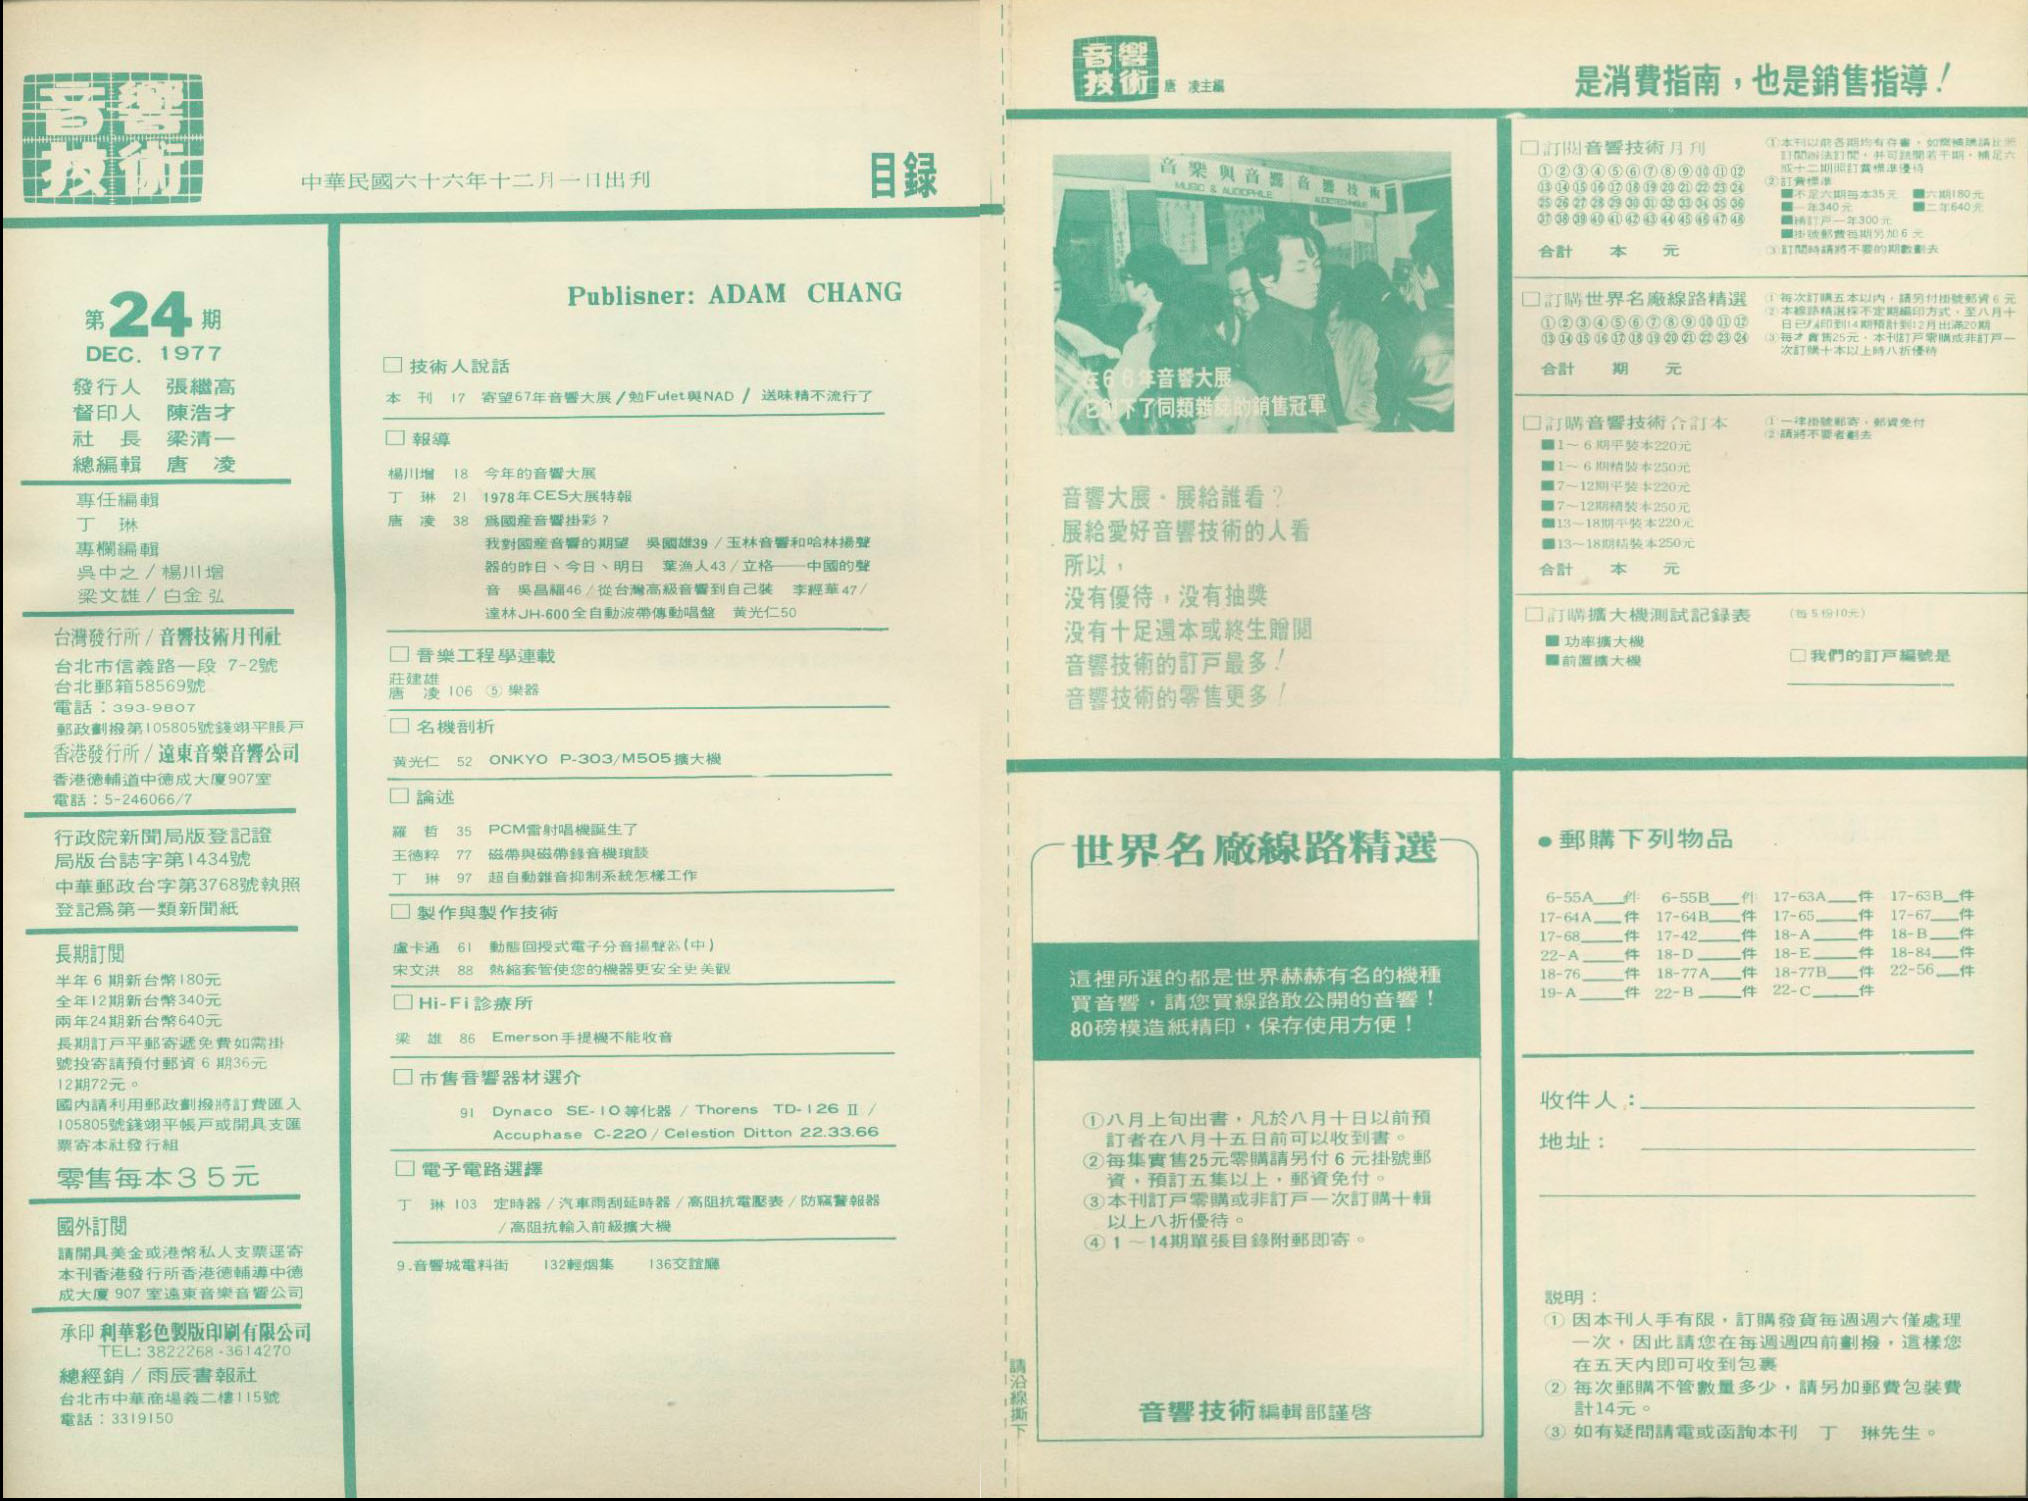 音響
技術
中華民國六十六年十二月一日出刊
目録
第24期
DEC. 1977
發行人 張繼高
督印人 陳浩才
社長 梁清一
總編輯 唐凌
專任編輯
丁琳
專欄編輯
吳中之/楊川增
梁文雄/白金弘
台灣發行所/音響技術月刊社
台北市信義路一段 7-2號
台北郵箱58569號
電話：393-9807
郵政劃撥第105805號錢翊平賬戶
香港發行所/遠東音樂音響公司
香港德輔道中德成大廈907室
電話：5-246066/7
行政院新聞局版登記證
局版台誌字第1434號
中華郵政台字第3768號執照
登記爲第一類新聞紙
長期訂閱
半年6期新台幣180元
全年12期新台幣340元
兩年24期新台幣640元
長期訂戶平郵寄遞免費如需掛
號投寄請預付郵資6期36元
12期72元。
國內請利用郵政劃撥將訂費匯入
105805號錢翊平帳戶或開具支匯
票寄本社發行組
零售每本35元
國外訂閱
請開具美金或港幣私人支票逕寄
本刊香港發行所香港德輔導中德
成大廈907室遠東音樂音響公司
承印 利華彩色製版印刷有限公司
TEL: 3822268-3614270
總經銷/雨辰書報社
台北市中華商場義二樓115號
電話：3319150
Publisner: ADAM CHANG
□ 技術人說話
本刊 17 寄望67年音響大展/勉Fulet與NAD/送味精不流行了
□ 報導
楊川增 18 今年的音響大展
丁琳 21 1978年CES大展特報
唐凌 38 爲國産音響掛彩？
我對國産音響的期望 吳國雄39/玉林音響和哈林揚聲
器的昨日、今日、明日 葉漁人43/立格——中國的聲
音 吳昌福46/從台灣高級音響到自己裝 李經華47/
達林JH-600全自動波帶傳動唱盤 黃光仁50
□ 音樂工程學連載
莊建雄
唐凌 106 ⑤樂器
□ 名機剖析
黃光仁 52 ONKYO P-303/M505擴大機
□ 論述
羅哲 35 PCM雷射唱機誕生了
王德粹 77 磁帶與磁帶錄音機瑣談
丁琳 97 超自動雜音抑制系統怎樣工作
□ 製作與製作技術
盧卡通 61 動態回授式電子分音揚聲器(中)
宋文洪 88 熱縮套管使您的機器更安全更美觀
□ Hi-Fi診療所
梁雄 86 Emerson手提機不能收音
□ 市售音響器材選介
91 Dynaco SE-10等化器/Thorens TD-126 II/
Accuphase C-220/Celestion Ditton 22.33.66
□ 電子電路選擇
丁琳 103 定時器/汽車雨刮延時器/高阻抗電壓表/防竊警報器
/高阻抗輸入前級擴大機
9.音響城電料街 132輕烟集 136交誼廳
音響
技術
唐凌主編
是消費指南，也是銷售指導！
音樂與音響 音響技術
MUSIC & AUDIOPHILE AUDIOTECHNIQUE
在66年音響大展
它創下了同類雜誌的銷售冠軍
音響大展．展給誰看？
展給愛好音響技術的人看
所以，
没有優待，没有抽獎
没有十足還本或終生贈閱
音響技術的訂戶最多！
音響技術的零售更多！
世界名廠線路精選
這裡所選的都是世界赫赫有名的機種
買音響，請您買線路敢公開的音響！
80磅模造紙精印，保存使用方便！
①八月上旬出書，凡於八月十日以前預
訂者在八月十五日前可以收到書。
②每集實售25元零購請另付6元掛號郵
資，預訂五集以上，郵資免付。
③本刊訂戶零購或非訂戶一次訂購十輯
以上八折優待。
④1～14期單張目錄附郵即寄。
音響技術編輯部謹啓
請沿線撕下
□訂閱音響技術月刊
①②③④⑤⑥⑦⑧⑨⑩⑪⑫
⑬⑭⑮⑯⑰⑱⑲⑳㉑㉒㉓㉔
㉕㉖㉗㉘㉙㉚㉛㉜㉝㉞㉟㊱
㊲㊳㊴㊵㊶㊷㊸㊹㊺㊻㊼㊽
合計 本 元
①本刊以前各期均有存書，如需補購請比照
訂閱辦法訂閱，并可跳閱若干期，補足六
或十二期照訂費標準優待
②訂費標準
■不足六期每本35元 ■六期180元
■一年340元 ■二年640元
■續訂戶一年300元
■掛號郵費每期另加6元
③訂閱時請將不要的期數劃去
□訂購世界名廠線路精選
①②③④⑤⑥⑦⑧⑨⑩⑪⑫
⑬⑭⑮⑯⑰⑱⑲⑳㉑㉒㉓㉔
合計 期 元
①每次訂購五本以內，請另付掛號郵資6元
②本線路精選採不定期編印方式，至八月十
日已編印到14期預計到12月出滿20期
③每本實售25元，本刊訂戶零購或非訂戶一
次訂購十本以上時八折優待
□訂購音響技術合訂本
■1～6期平裝本220元
■1～6期精裝本250元
■7～12期平裝本220元
■7～12期精裝本250元
■13～18期平裝本220元
■13～18期精裝本250元
合計 本 元
①一律掛號郵寄，郵資免付
②請將不要者劃去
□訂購擴大機測試記錄表 (每5份10元)
■功率擴大機
■前置擴大機
□我們的訂戶編號是
●郵購下列物品
6-55A___件 6-55B___件 17-63A___件 17-63B___件
17-64A___件 17-64B___件 17-65___件 17-67___件
17-68___件 17-42___件 18-A___件 18-B___件
22-A___件 18-D___件 18-E___件 18-84___件
18-76___件 18-77A___件 18-77B___件 22-56___件
19-A___件 22-B___件 22-C___件
收件人：
地址：
説明：
①因本刊人手有限，訂購發貨每週週六僅處理
一次，因此請您在每週週四前劃撥，這樣您
在五天內即可收到包裹
②每次郵購不管數量多少，請另加郵費包裝費
計14元。
③如有疑問請電或函詢本刊 丁 琳先生。